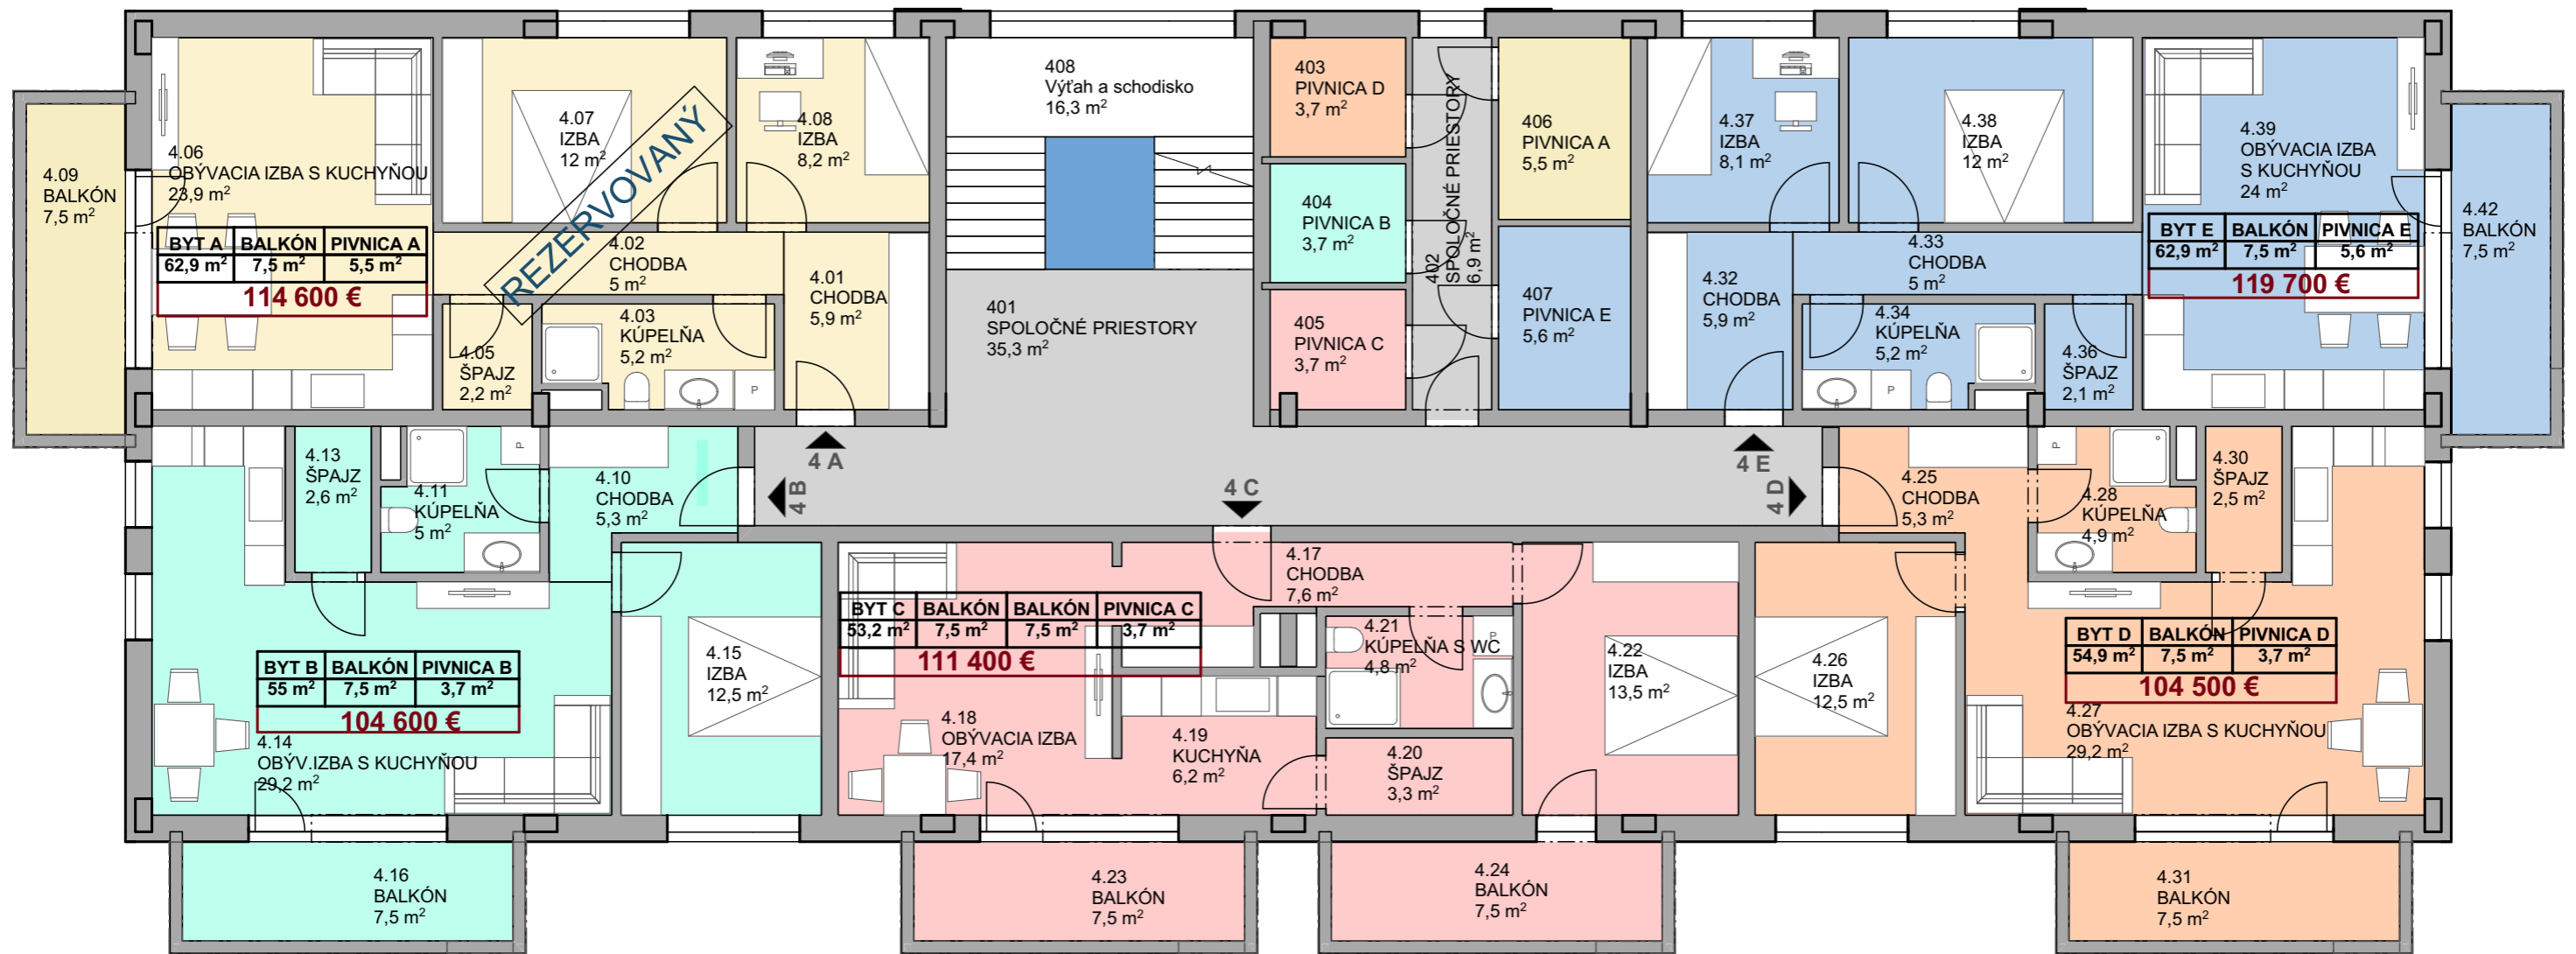 4.09
BALKÓN
7,5 m²
4.06
OBÝVACIA IZBA S KUCHYŇOU
23,9 m²
BYT A BALKÓN PIVNICA A
62,9 m² 7,5 m² 5,5 m²
114 600 €
4.07
IZBA
12 m²
REZERVOVANÝ
4.08
IZBA
8,2 m²
4.02
CHODBA
5 m²
4.01
CHODBA
5,9 m²
4.03
KÚPEĽŇA
5,2 m²
P
4.05
ŠPAJZ
2,2 m²
408
Výťah a schodisko
16,3 m²
401
SPOLOČNÉ PRIESTORY
35,3 m²
403
PIVNICA D
3,7 m²
404
PIVNICA B
3,7 m²
405
PIVNICA C
3,7 m²
402
SPOLOČNÉ PRIESTORY
6,9 m²
406
PIVNICA A
5,5 m²
407
PIVNICA E
5,6 m²
4.37
IZBA
8,1 m²
4.38
IZBA
12 m²
4.39
OBÝVACIA IZBA
S KUCHYŇOU
24 m²
4.42
BALKÓN
7,5 m²
BYT E BALKÓN PIVNICA E
62,9 m² 7,5 m² 5,6 m²
119 700 €
4.33
CHODBA
5 m²
4.32
CHODBA
5,9 m²
4.34
KÚPEĽŇA
5,2 m²
P
4.36
ŠPAJZ
2,1 m²
4 A
4 B
4 C
4 E
4 D
4.13
ŠPAJZ
2,6 m²
4.11
KÚPEĽŇA
5 m²
P
4.10
CHODBA
5,3 m²
4.15
IZBA
12,5 m²
BYT B BALKÓN PIVNICA B
55 m² 7,5 m² 3,7 m²
104 600 €
4.14
OBÝV.IZBA S KUCHYŇOU
29,2 m²
4.16
BALKÓN
7,5 m²
4.17
CHODBA
7,6 m²
BYT C BALKÓN BALKÓN PIVNICA C
53,2 m² 7,5 m² 7,5 m² 3,7 m²
111 400 €
4.18
OBÝVACIA IZBA
17,4 m²
4.19
KUCHYŇA
6,2 m²
4.21
KÚPEĽŇA S WC
4,8 m²
P
4.20
ŠPAJZ
3,3 m²
4.22
IZBA
13,5 m²
4.23
BALKÓN
7,5 m²
4.24
BALKÓN
7,5 m²
4.25
CHODBA
5,3 m²
4.28
KÚPEĽŇA
4,9 m²
P
4.30
ŠPAJZ
2,5 m²
4.26
IZBA
12,5 m²
BYT D BALKÓN PIVNICA D
54,9 m² 7,5 m² 3,7 m²
104 500 €
4.27
OBÝVACIA IZBA S KUCHYŇOU
29,2 m²
4.31
BALKÓN
7,5 m²